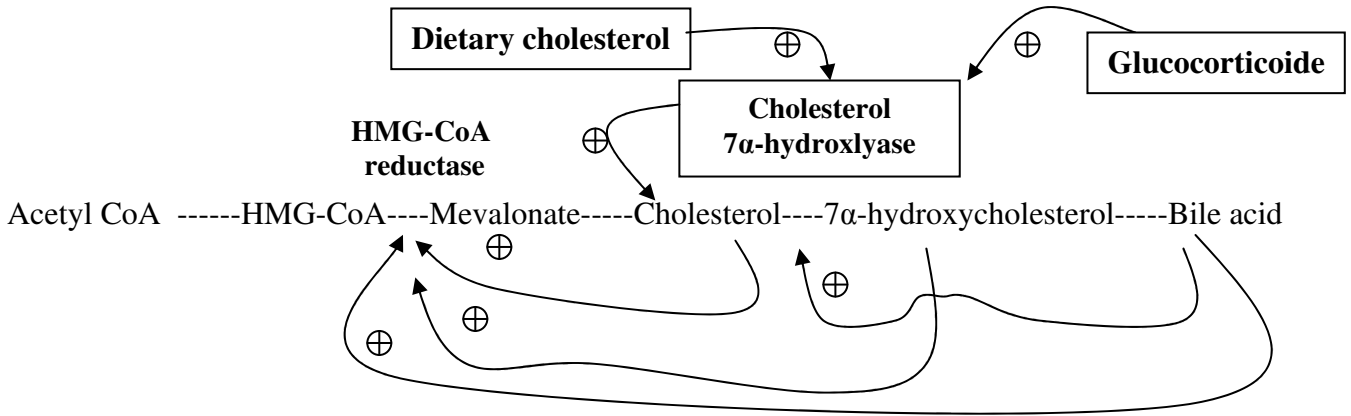 Dietary cholesterol
Glucocorticoide
Cholesterol
7α-hydroxlyase
HMG-CoA
reductase
Acetyl CoA ------HMG-CoA----Mevalonate-----Cholesterol----7α-hydroxycholesterol-----Bile acid